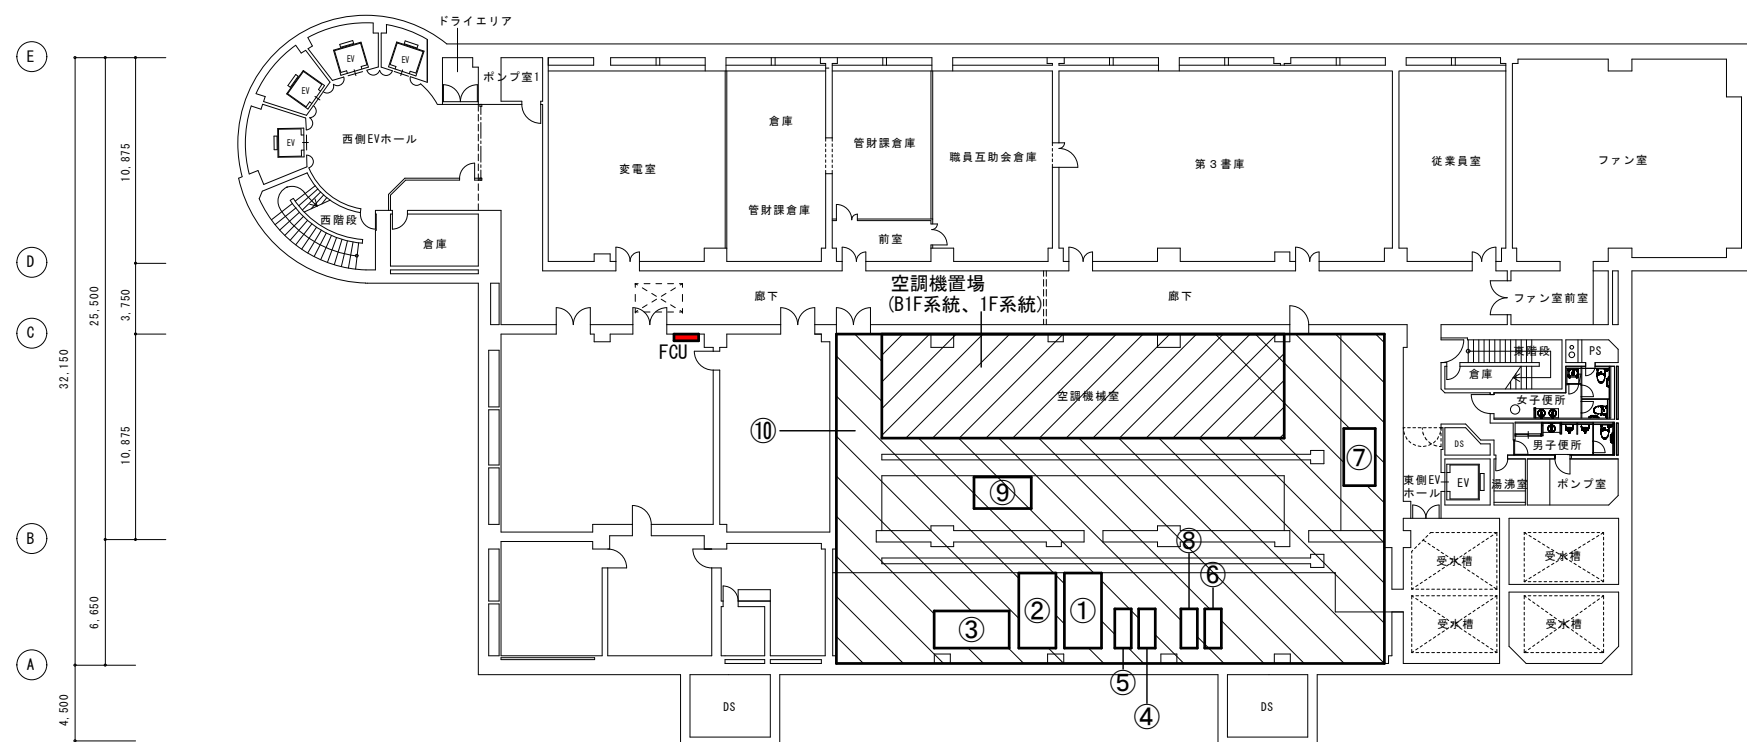 ドライエリア
E
EV
EV
EV
EV
ポンプ室1
西側EVホール
変電室
倉庫
管財課倉庫
管財課倉庫
職員互助会倉庫
第3書庫
従業員室
ファン室
西階段
倉庫
前室
D
10,875
3,750
25,500
32,150
10,875
6,650
4,500
廊下
空調機置場
(B1F系統、1F系統)
廊下
ファン室前室
C
FCU
空調機械室
東階段
PS
倉庫
女子便所
男子便所
DS
⑩
⑦
⑨
東側EV
ホール
EV
湯沸室
ポンプ室
B
⑧
⑥
受水槽
受水槽
受水槽
受水槽
③
②
①
A
⑤
④
DS
DS